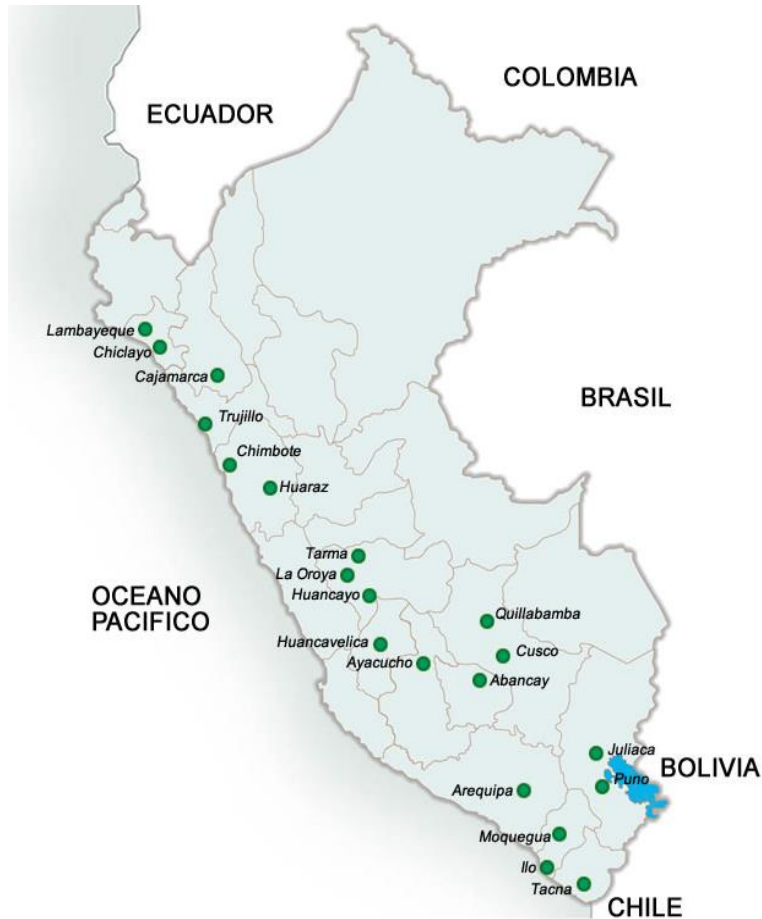 COLOMBIA
ECUADOR
Lambayeque
Chiclayo
Cajamarca
BRASIL
Trujillo
Chimbote
Huaraz
Tarma
La Oroya
Huancayo
OCEANO
PACIFICO
Quillabamba
Huancavelica
Cusco
Ayacucho
Abancay
Juliaca
BOLIVIA
Puno
Arequipa
Moquegua
Ilo
Tacna
CHILE